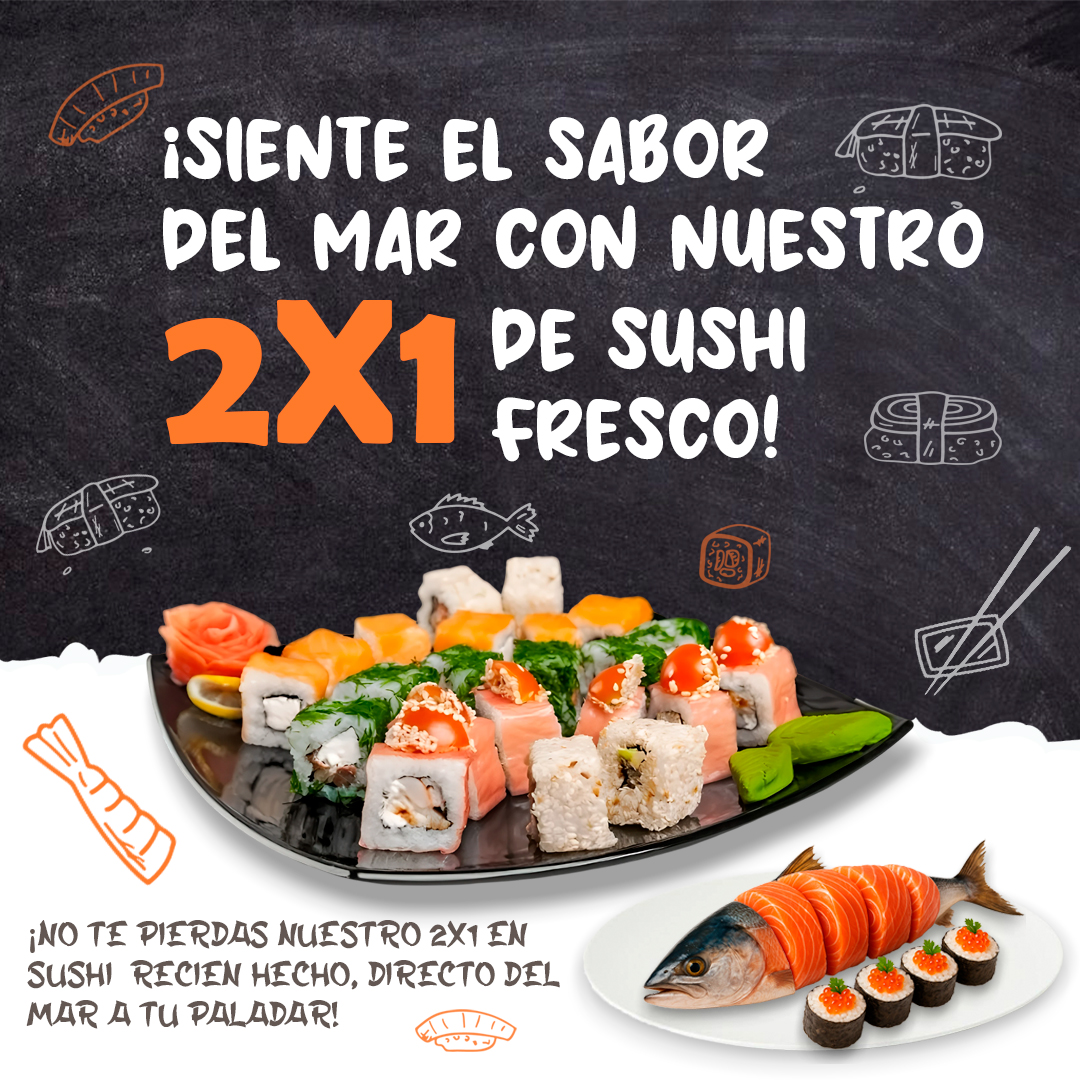 ¡SIENTE EL SABOR
DEL MAR CON NUESTRO
2X1 DE SUSHI
FRESCO!
¡NO TE PIERDAS NUESTRO 2X1 EN
SUSHI RECIEN HECHO, DIRECTO DEL
MAR A TU PALADAR!